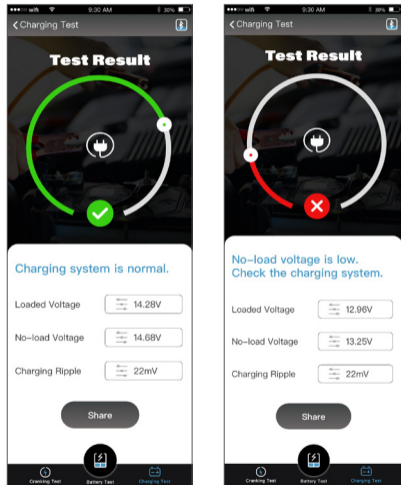 wifi 9:30 AM 30%
Charging Test
Test Result
Charging system is normal.
Loaded Voltage 14.28V
No-load Voltage 14.68V
Charging Ripple 22mV
Share
Cranking Test Battery Test Charging Test
wifi 9:30 AM 30%
Charging Test
Test Result
No-load voltage is low.
Check the charging system.
Loaded Voltage 12.96V
No-load Voltage 13.25V
Charging Ripple 22mV
Share
Cranking Test Battery Test Charging Test